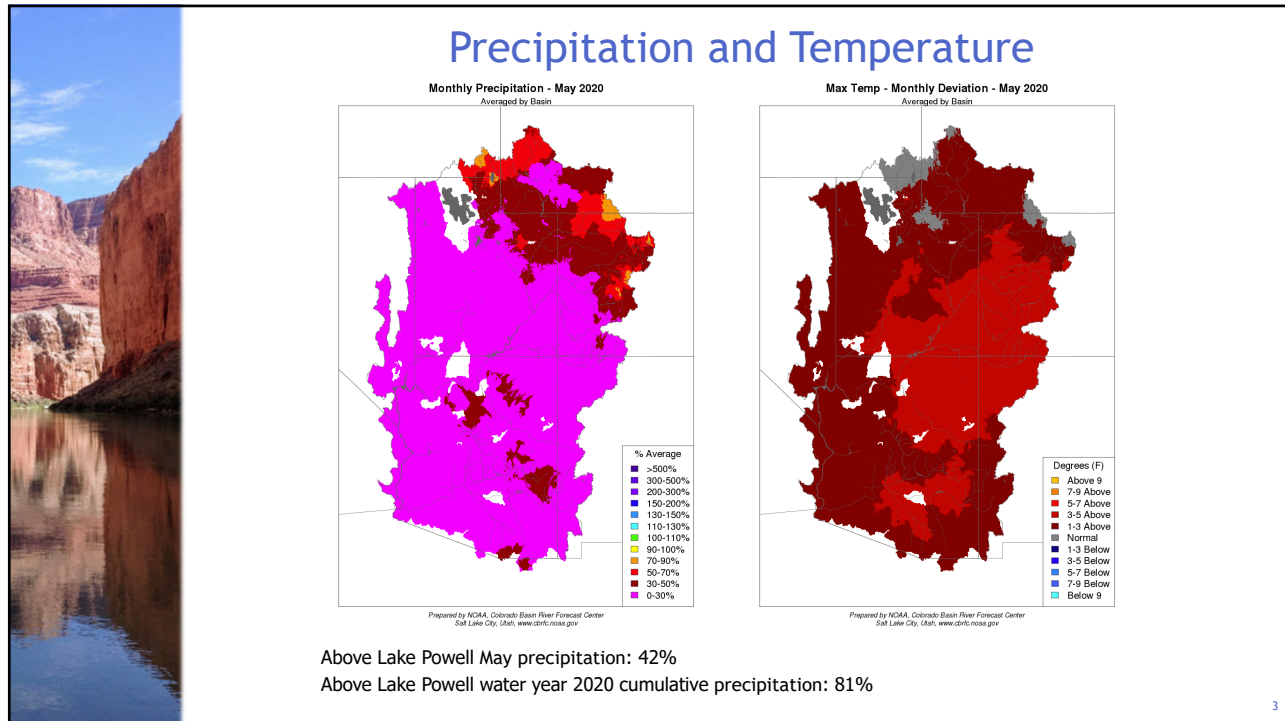 Precipitation and Temperature
Monthly Precipitation - May 2020
Averaged by Basin
% Average
>500%
300-500%
200-300%
150-200%
130-150%
110-130%
100-110%
90-100%
70-90%
50-70%
30-50%
0-30%
Prepared by NOAA, Colorado Basin River Forecast Center
Salt Lake City, Utah, www.cbrfc.noaa.gov
Max Temp - Monthly Deviation - May 2020
Averaged by Basin
Degrees (F)
Above 9
7-9 Above
5-7 Above
3-5 Above
1-3 Above
Normal
1-3 Below
3-5 Below
5-7 Below
7-9 Below
Below 9
Prepared by NOAA, Colorado Basin River Forecast Center
Salt Lake City, Utah, www.cbrfc.noaa.gov
Above Lake Powell May precipitation: 42%
Above Lake Powell water year 2020 cumulative precipitation: 81%
3